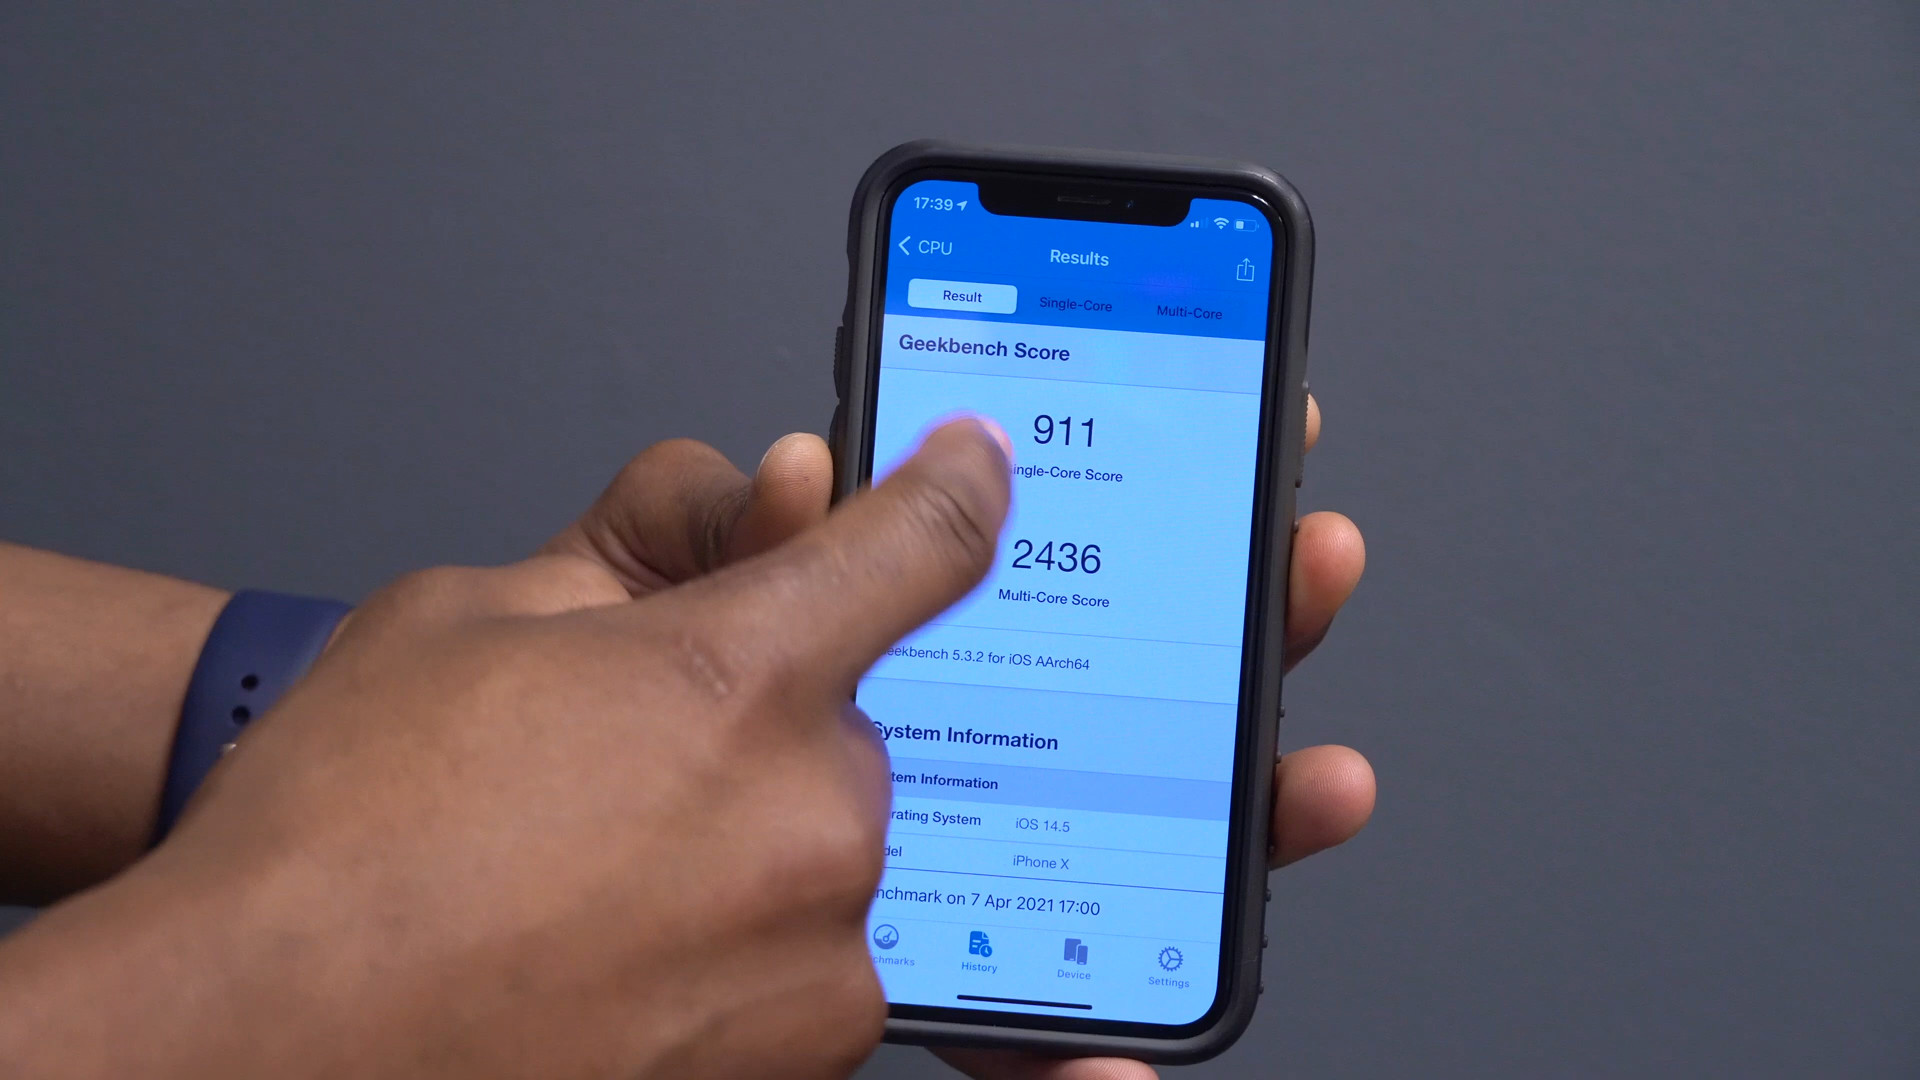 17:39
CPU
Results
Result Single-Core Multi-Core
Geekbench Score
911
ingle-Core Score
2436
Multi-Core Score
eekbench 5.3.2 for iOS AArch64
System Information
tem Information
rating System iOS 14.5
del iPhone X
nchmark on 7 Apr 2021 17:00
chmarks History Device Settings